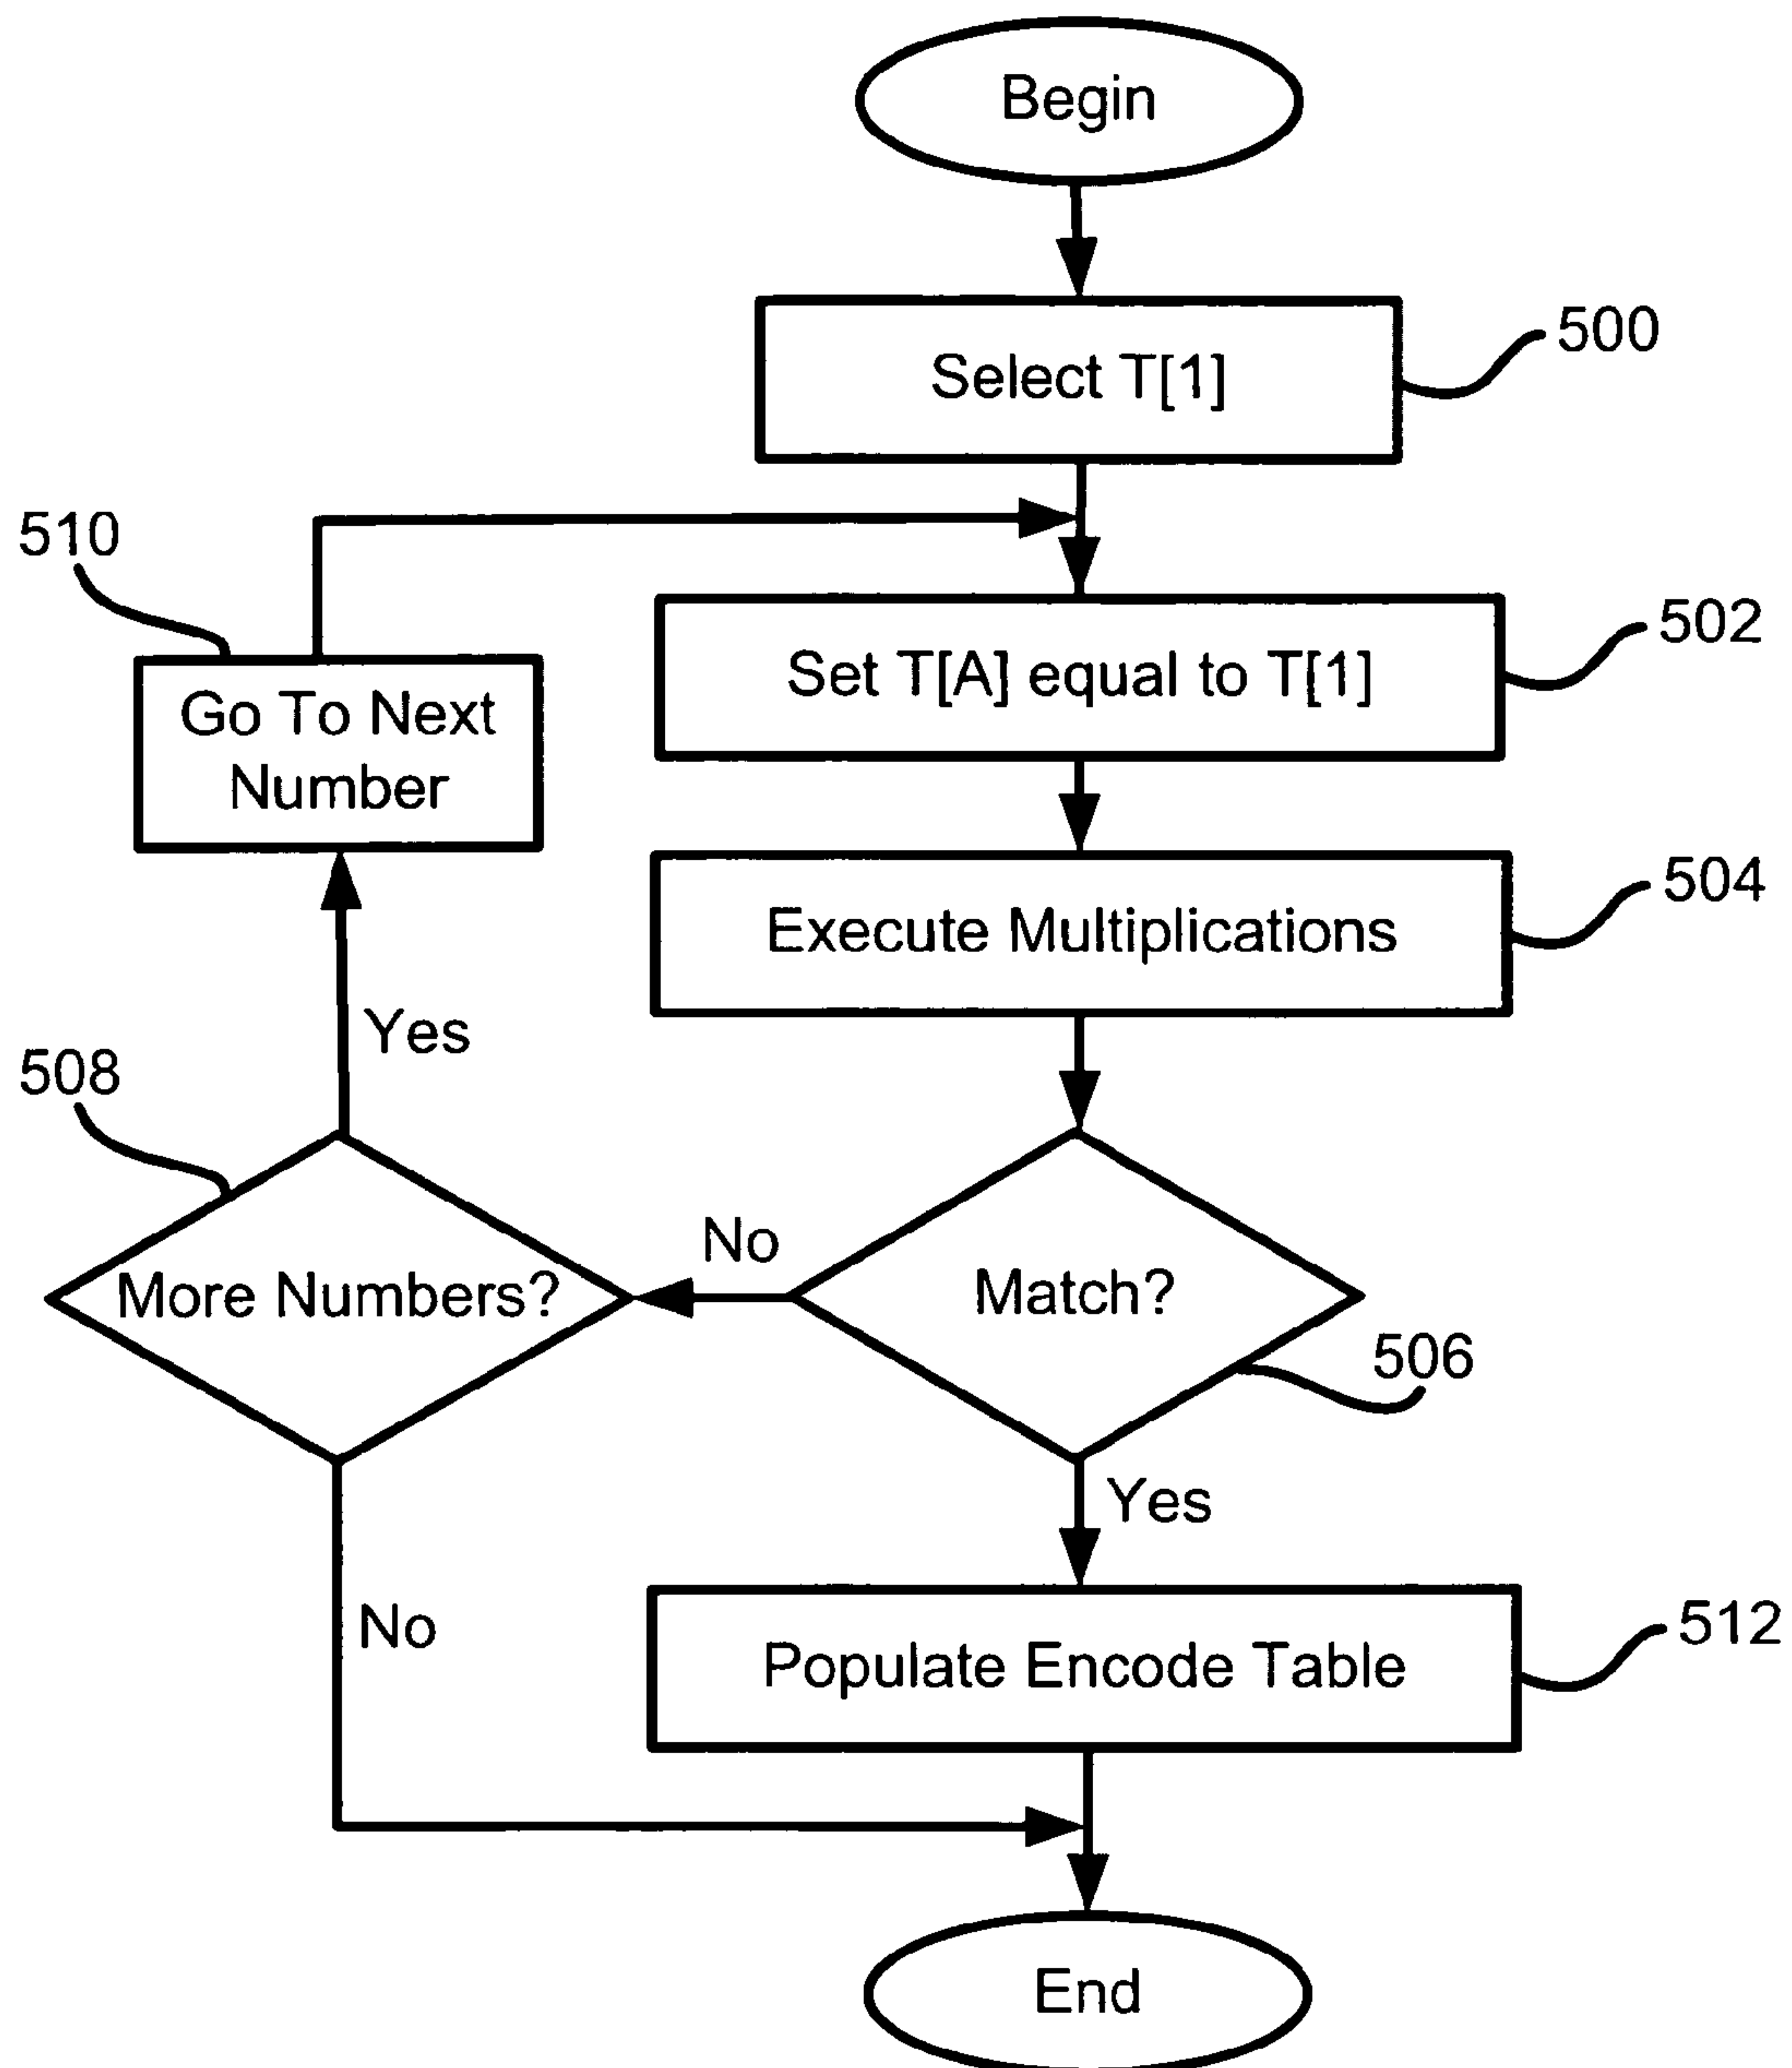 Begin
Select T[1]
500
510
Set T[A] equal to T[1]
502
Go To Next
Number
Execute Multiplications
504
Yes
508
More Numbers?
No
Match?
506
Yes
No
Populate Encode Table
512
End